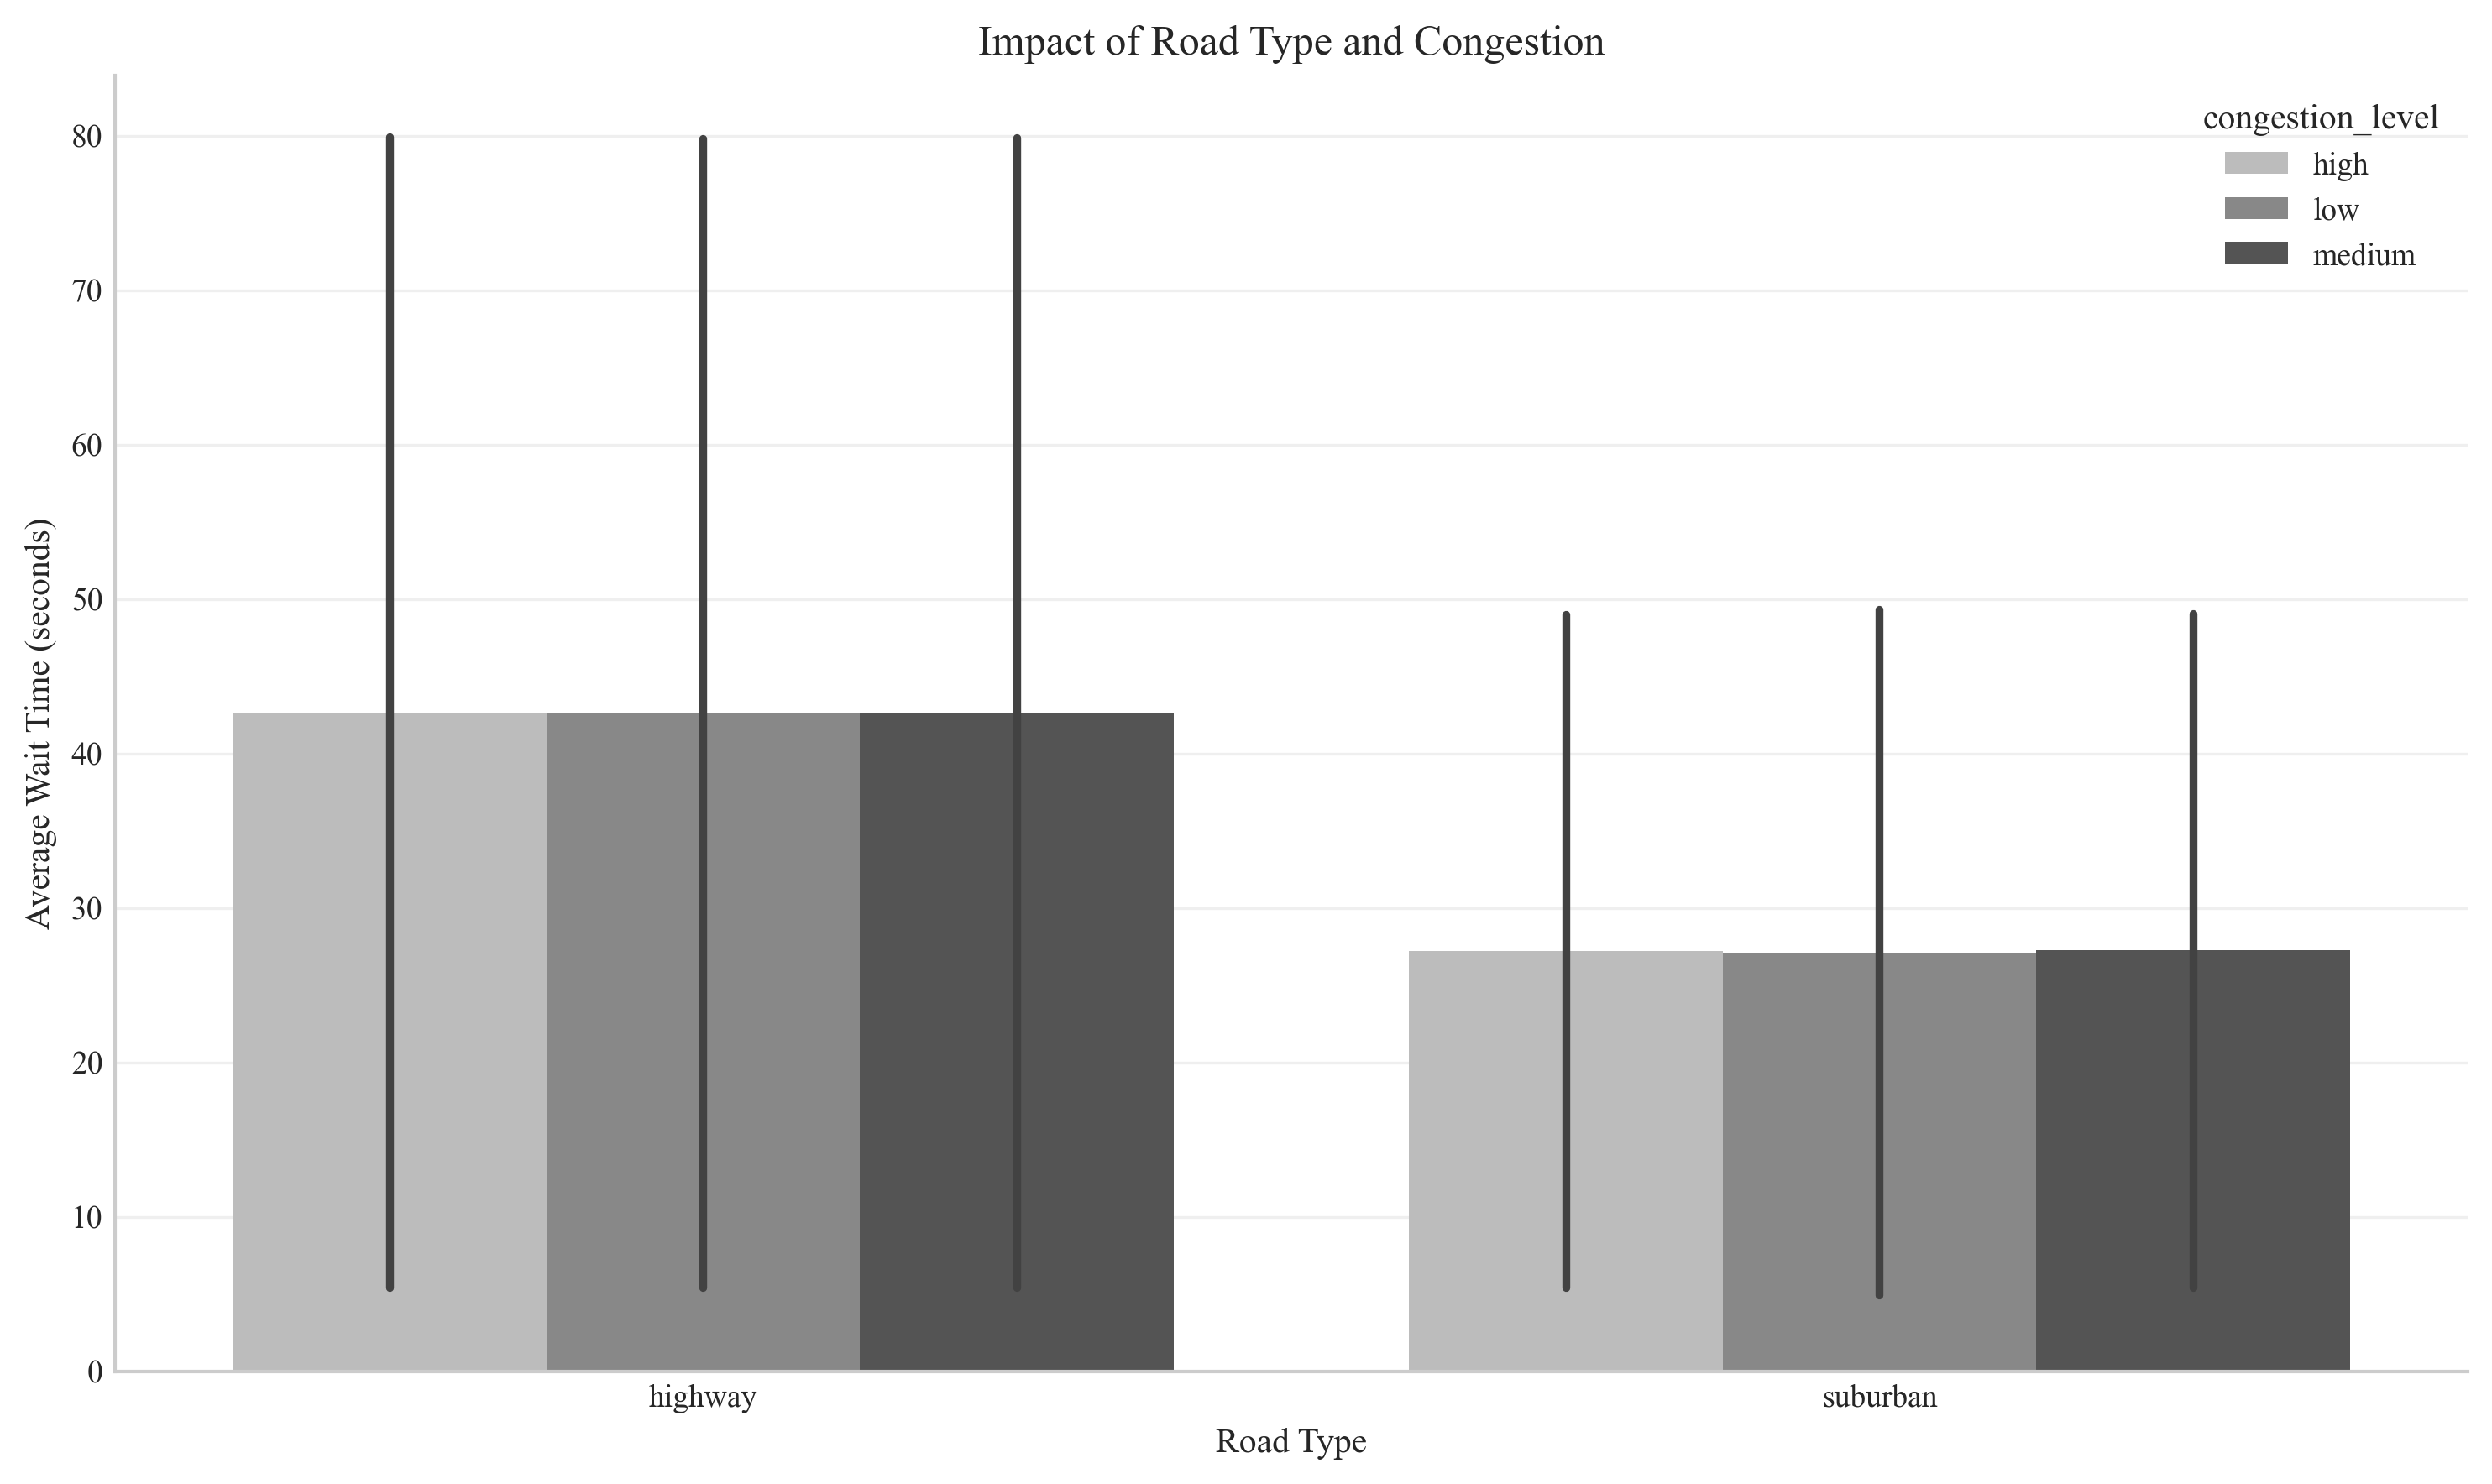 Impact of Road Type and Congestion
congestion_level
high
low
medium
Average Wait Time (seconds)
80
70
60
50
40
30
20
10
0
highway
suburban
Road Type